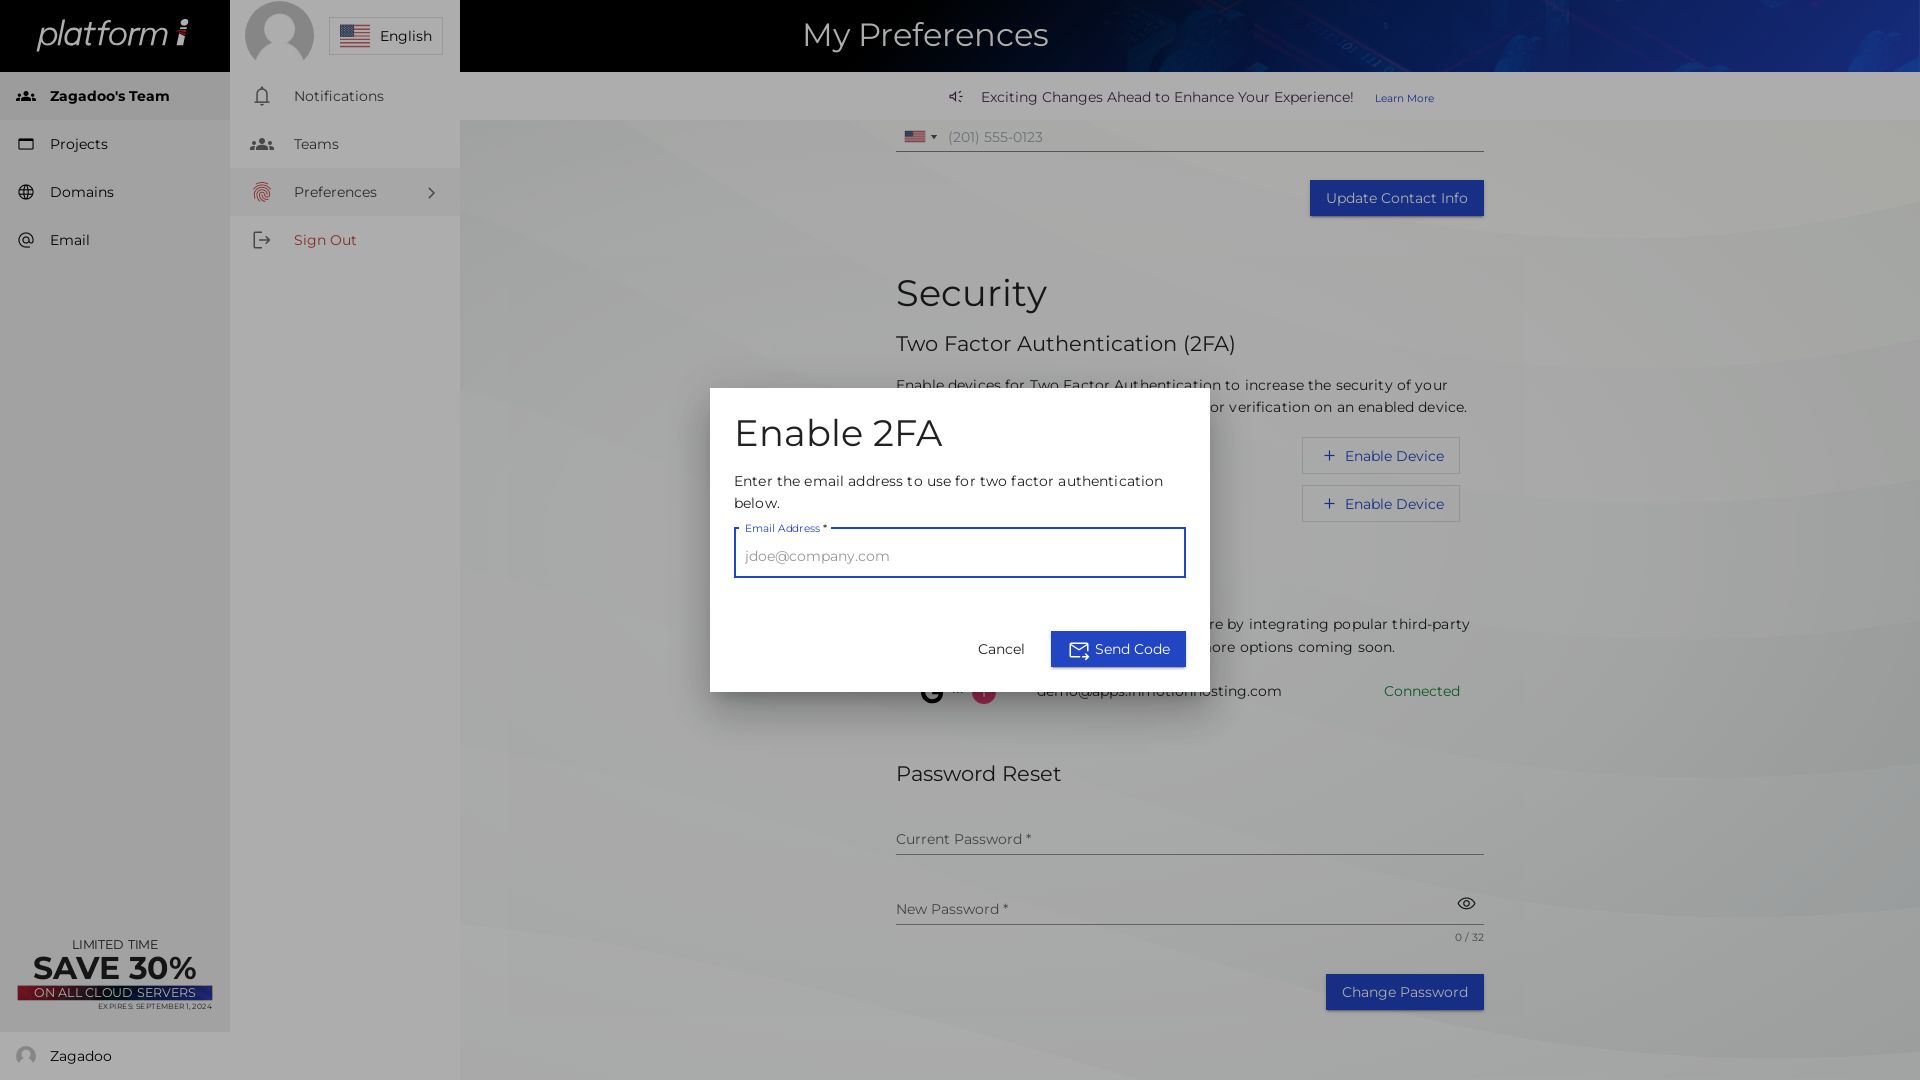 platform i
English
My Preferences
Zagadoo's Team
Projects
Domains
Email
Notifications
Teams
Preferences
Sign Out
Exciting Changes Ahead to Enhance Your Experience! Learn More
(201) 555-0123
Update Contact Info
Security
Two Factor Authentication (2FA)
Enable devices for Two Factor Authentication to increase the security of your
or verification on an enabled device.
+ Enable Device
+ Enable Device
Enable 2FA
Enter the email address to use for two factor authentication
below.
Email Address *
jdoe@company.com
Cancel
Send Code
re by integrating popular third-party
more options coming soon.
demo@apps.inmotionhosting.com
Connected
Password Reset
Current Password *
New Password *
0 / 32
Change Password
LIMITED TIME
SAVE 30%
ON ALL CLOUD SERVERS
EXPIRES: SEPTEMBER 1, 2024
Zagadoo